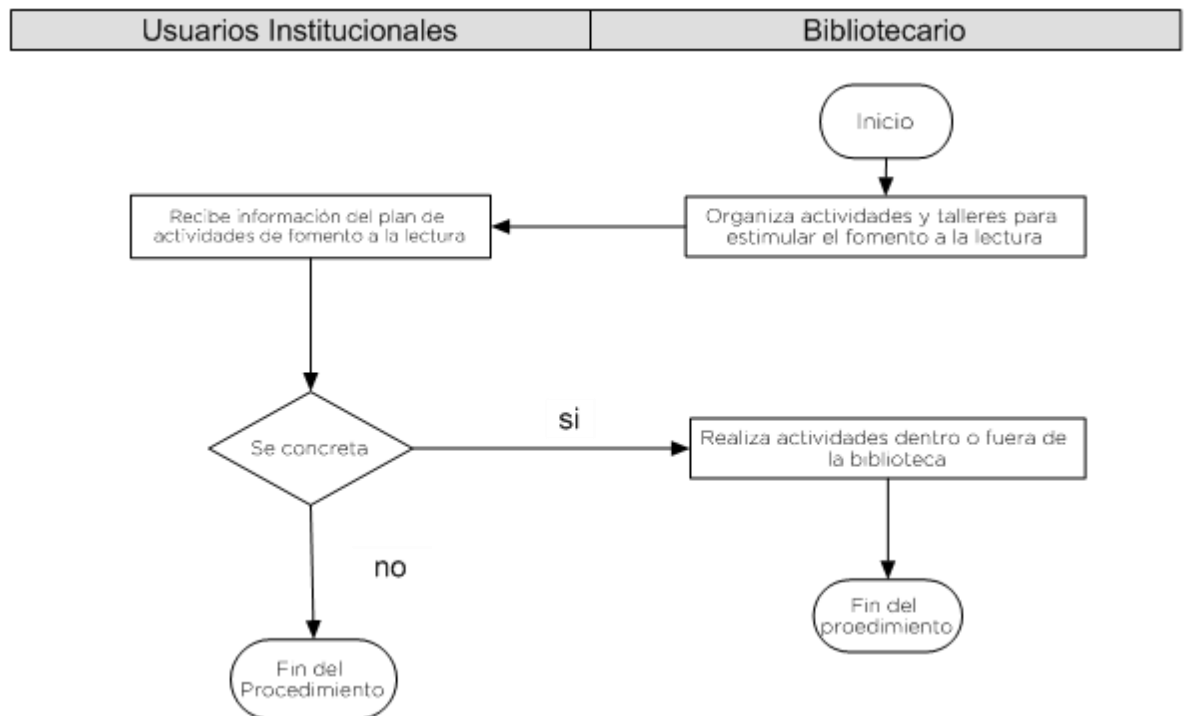 Usuarios Institucionales
Bibliotecario
Inicio
Recibe información del plan de
actividades de fomento a la lectura
Organiza actividades y talleres para
estimular el fomento a la lectura
Se concreta
si
Realiza actividades dentro o fuera de
la biblioteca
no
Fin del
proedimiento
Fin del
Procedimiento